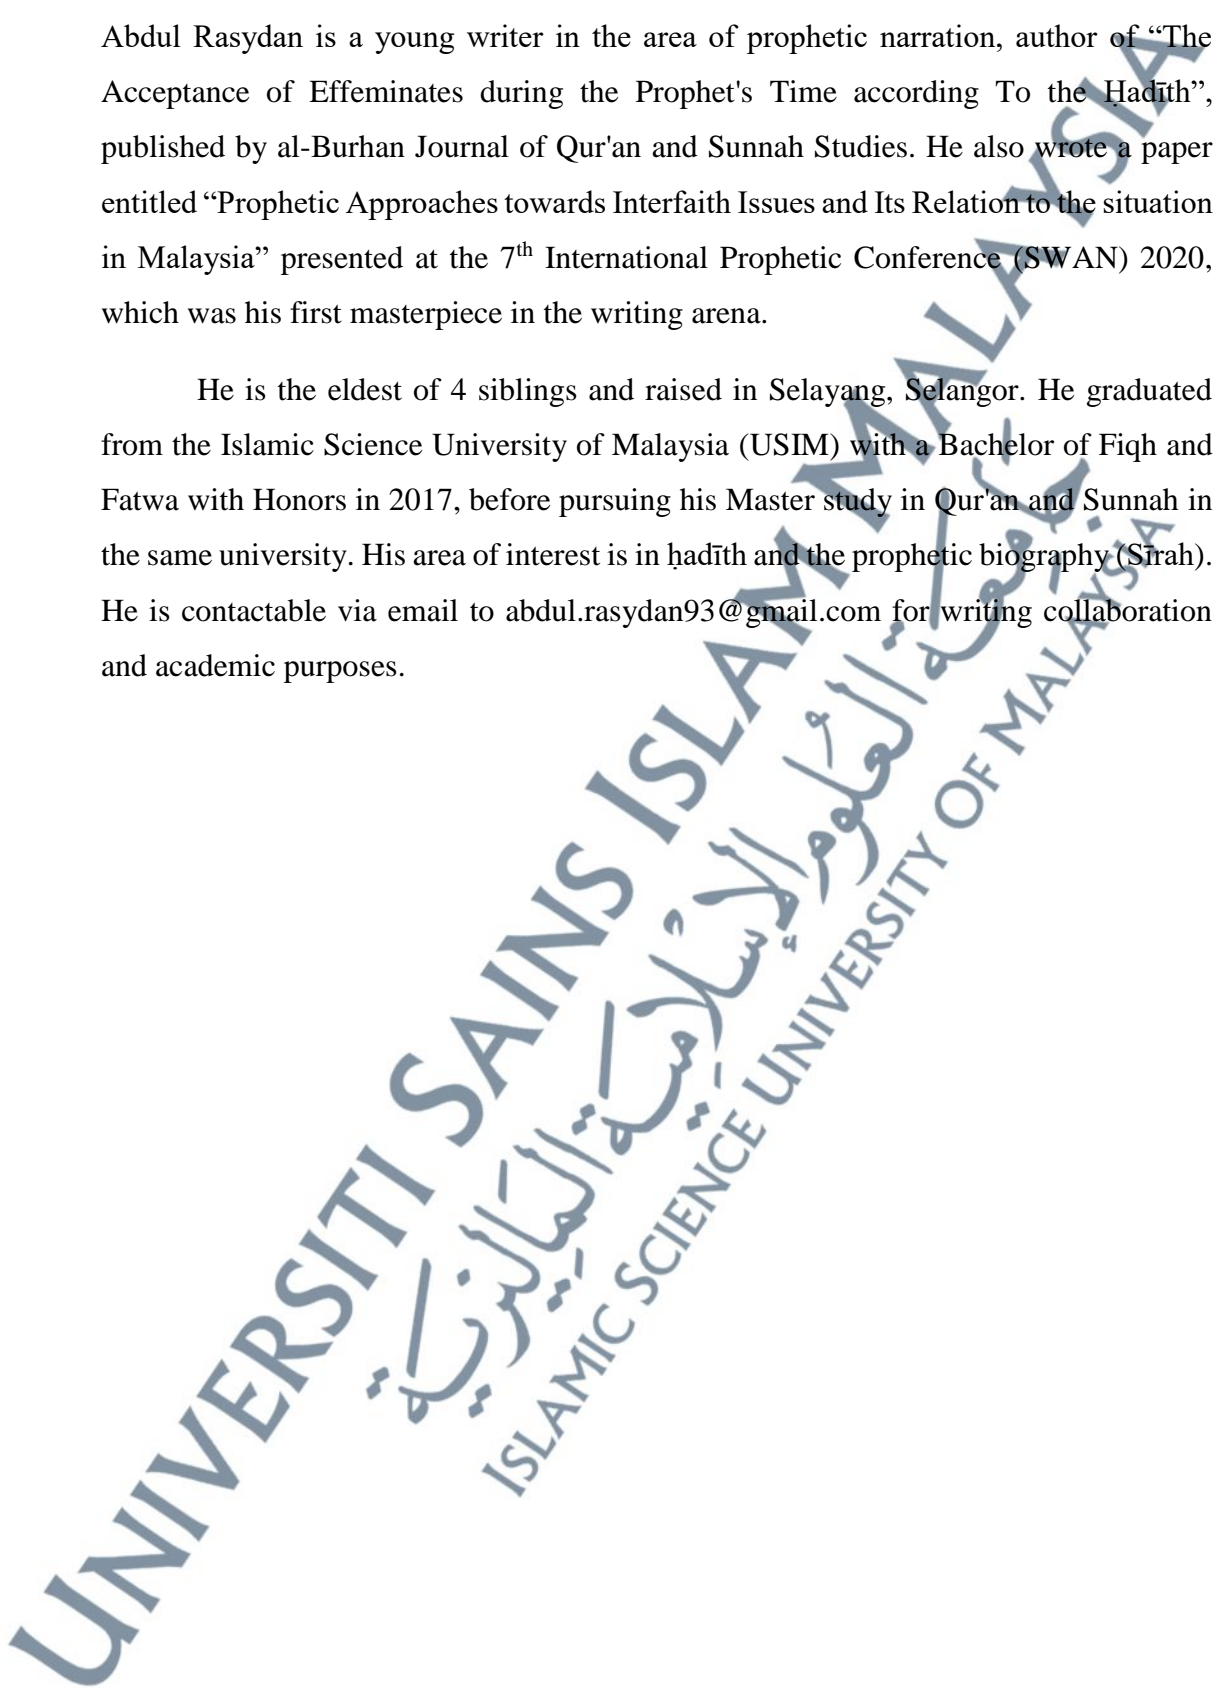 Abdul Rasydan is a young writer in the area of prophetic narration, author of “The
Acceptance of Effeminates during the Prophet's Time according To the Ḥadīth”,
published by al-Burhan Journal of Qur'an and Sunnah Studies. He also wrote a paper
entitled “Prophetic Approaches towards Interfaith Issues and Its Relation to the situation
in Malaysia” presented at the 7th International Prophetic Conference (SWAN) 2020,
which was his first masterpiece in the writing arena.
He is the eldest of 4 siblings and raised in Selayang, Selangor. He graduated
from the Islamic Science University of Malaysia (USIM) with a Bachelor of Fiqh and
Fatwa with Honors in 2017, before pursuing his Master study in Qur'an and Sunnah in
the same university. His area of interest is in ḥadīth and the prophetic biography (Sīrah).
He is contactable via email to abdul.rasydan93@gmail.com for writing collaboration
and academic purposes.
UNIVERSITI SAINS ISLAM MALAYSIA
جَامِعَة العُلُوم الإِسْلَامِيَة المَالِيزِيَة
ISLAMIC SCIENCE UNIVERSITY OF MALAYSIA